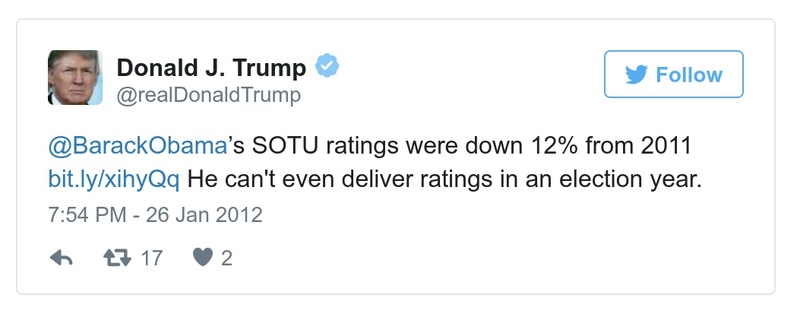 Donald J. Trump
Follow
@realDonaldTrump
@BarackObama’s SOTU ratings were down 12% from 2011
bit.ly/xihyQq He can't even deliver ratings in an election year.
7:54 PM - 26 Jan 2012
17 2